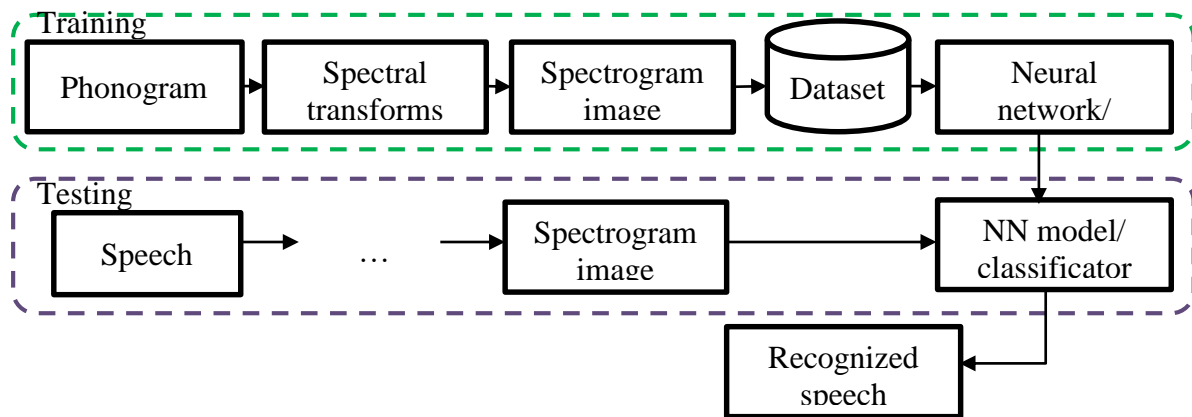 Training
Phonogram
Spectral
transforms
Spectrogram
image
Dataset
Neural
network/
Testing
Speech
…
Spectrogram
image
NN model/
classificator
Recognized
speech